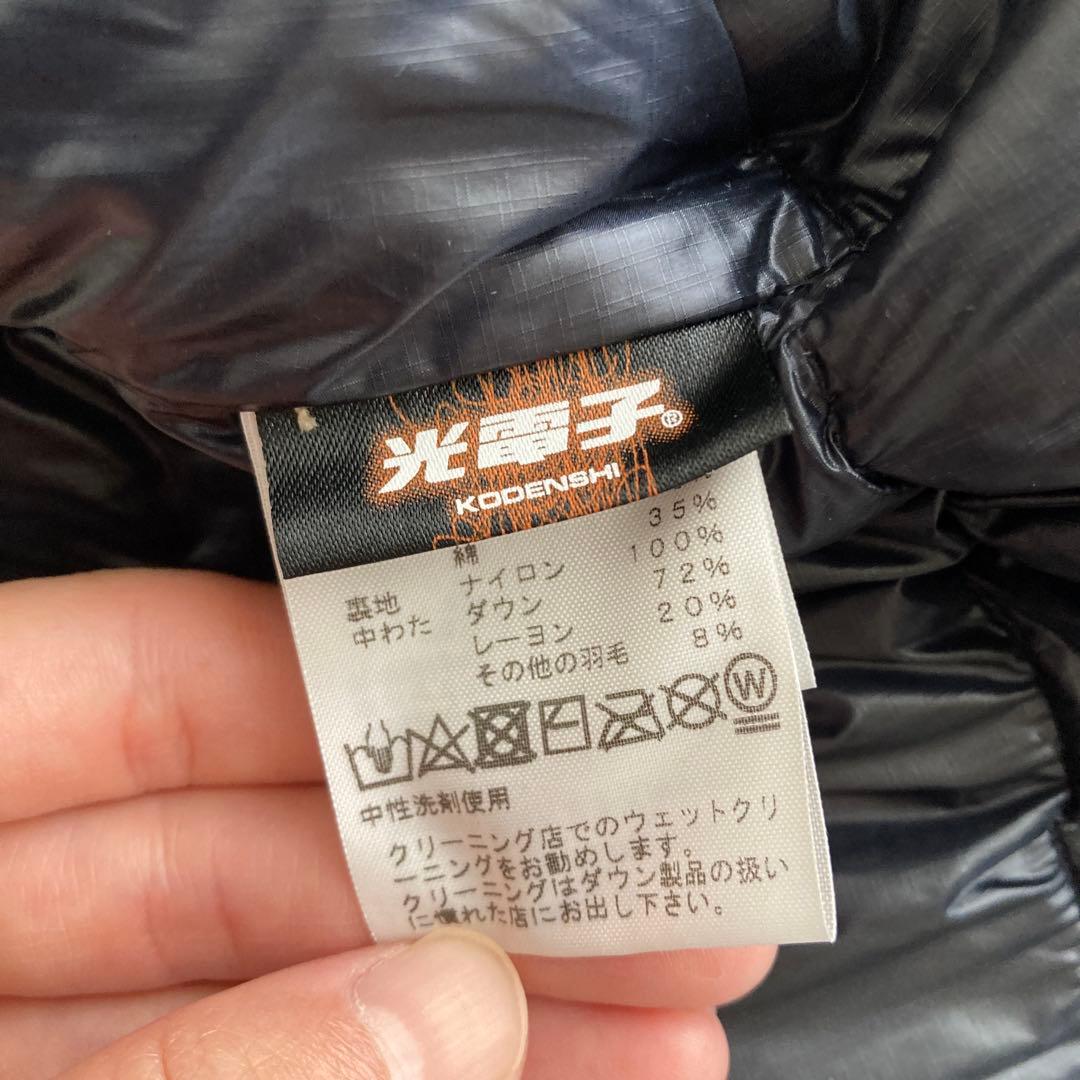 光電子®
KODENSHI
綿 35%
裏地 ナイロン 100%
中わた ダウン 72%
レーヨン 20%
その他の羽毛 8%
W
中性洗剤使用
クリーニング店でのウェットクリ
ーニングをお勧めします。
クリーニングはダウン製品の扱い
に慣れた店にお出し下さい。